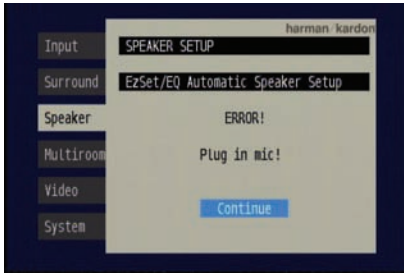 harman/kardon
Input
SPEAKER SETUP
Surround
EzSet/EQ Automatic Speaker Setup
Speaker
ERROR!
Multiroom
Plug in mic!
Video
Continue
System